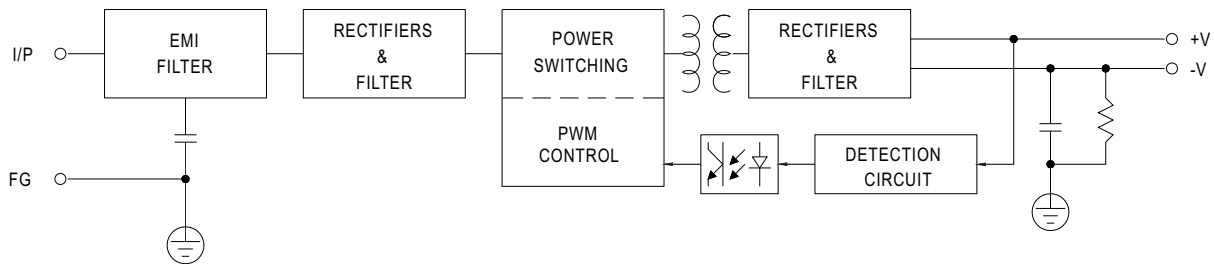 I/P
EMI
FILTER
RECTIFIERS
&
FILTER
POWER
SWITCHING
PWM
CONTROL
RECTIFIERS
&
FILTER
+V
-V
DETECTION
CIRCUIT
FG